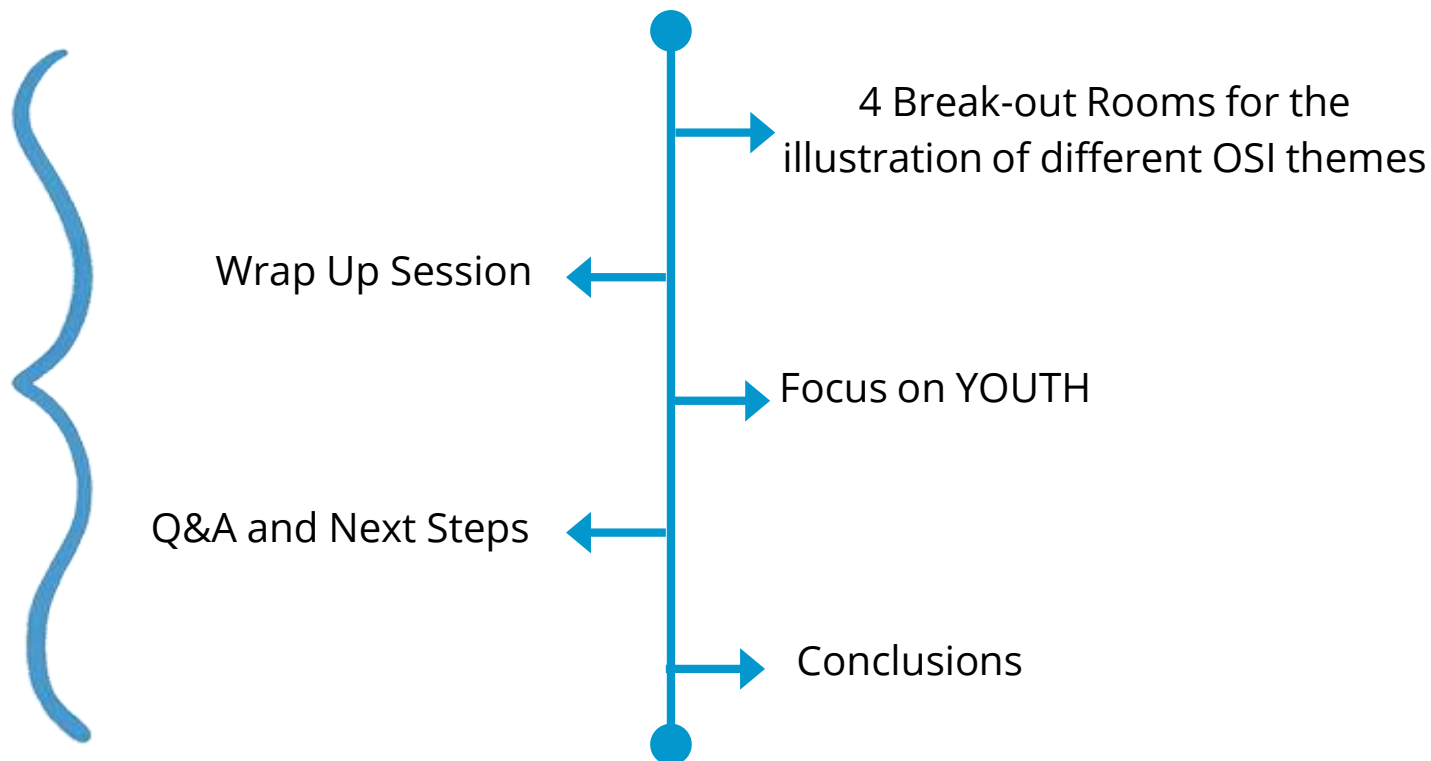 4 Break-out Rooms for the
illustration of different OSI themes
Wrap Up Session
Focus on YOUTH
Q&A and Next Steps
Conclusions